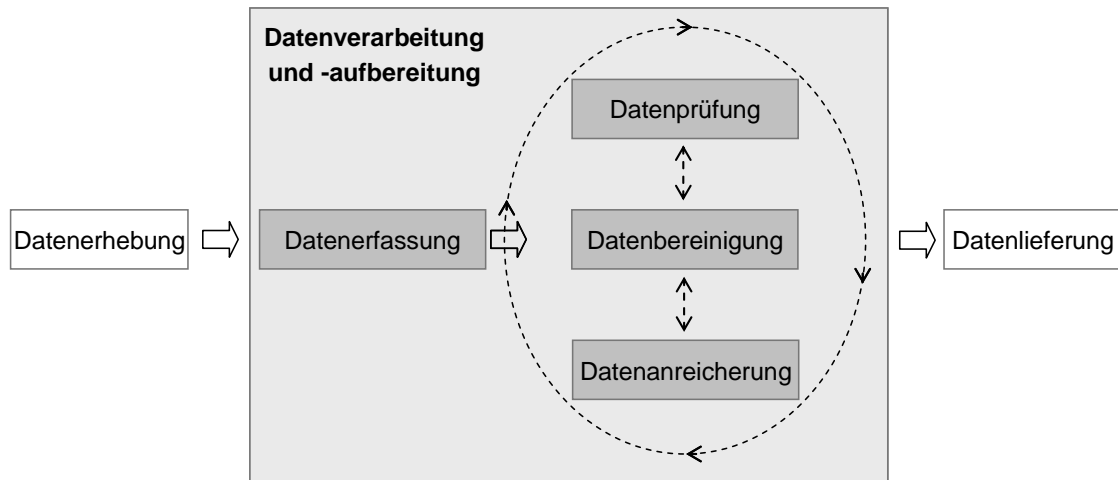 Datenverarbeitung
und -aufbereitung
Datenprüfung
Datenerhebung
Datenerfassung
Datenbereinigung
Datenlieferung
Datenanreicherung